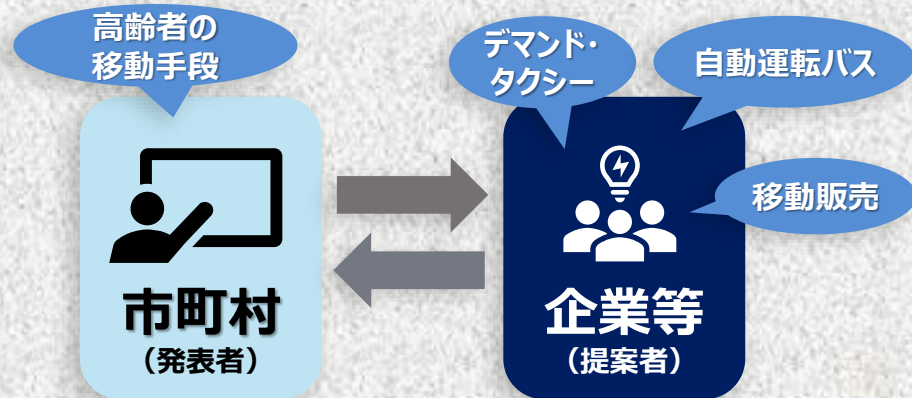 高齢者の
移動手段
デマンド・
タクシー
自動運転バス
移動販売
市町村
（発表者）
企業等
（提案者）